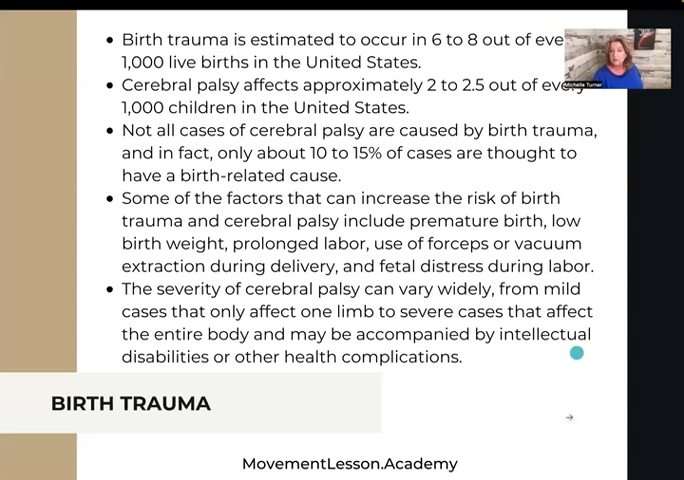 • Birth trauma is estimated to occur in 6 to 8 out of
1,000 live births in the United States.
• Cerebral palsy affects approximately 2 to 2.5 out of every
1,000 children in the United States.
• Not all cases of cerebral palsy are caused by birth trauma,
and in fact, only about 10 to 15% of cases are thought to
have a birth-related cause.
• Some of the factors that can increase the risk of birth
trauma and cerebral palsy include premature birth, low
birth weight, prolonged labor, use of forceps or vacuum
extraction during delivery, and fetal distress during labor.
• The severity of cerebral palsy can vary widely, from mild
cases that only affect one limb to severe cases that affect
the entire body and may be accompanied by intellectual
disabilities or other health complications.
Michelle Turner
BIRTH TRAUMA
MovementLesson.Academy